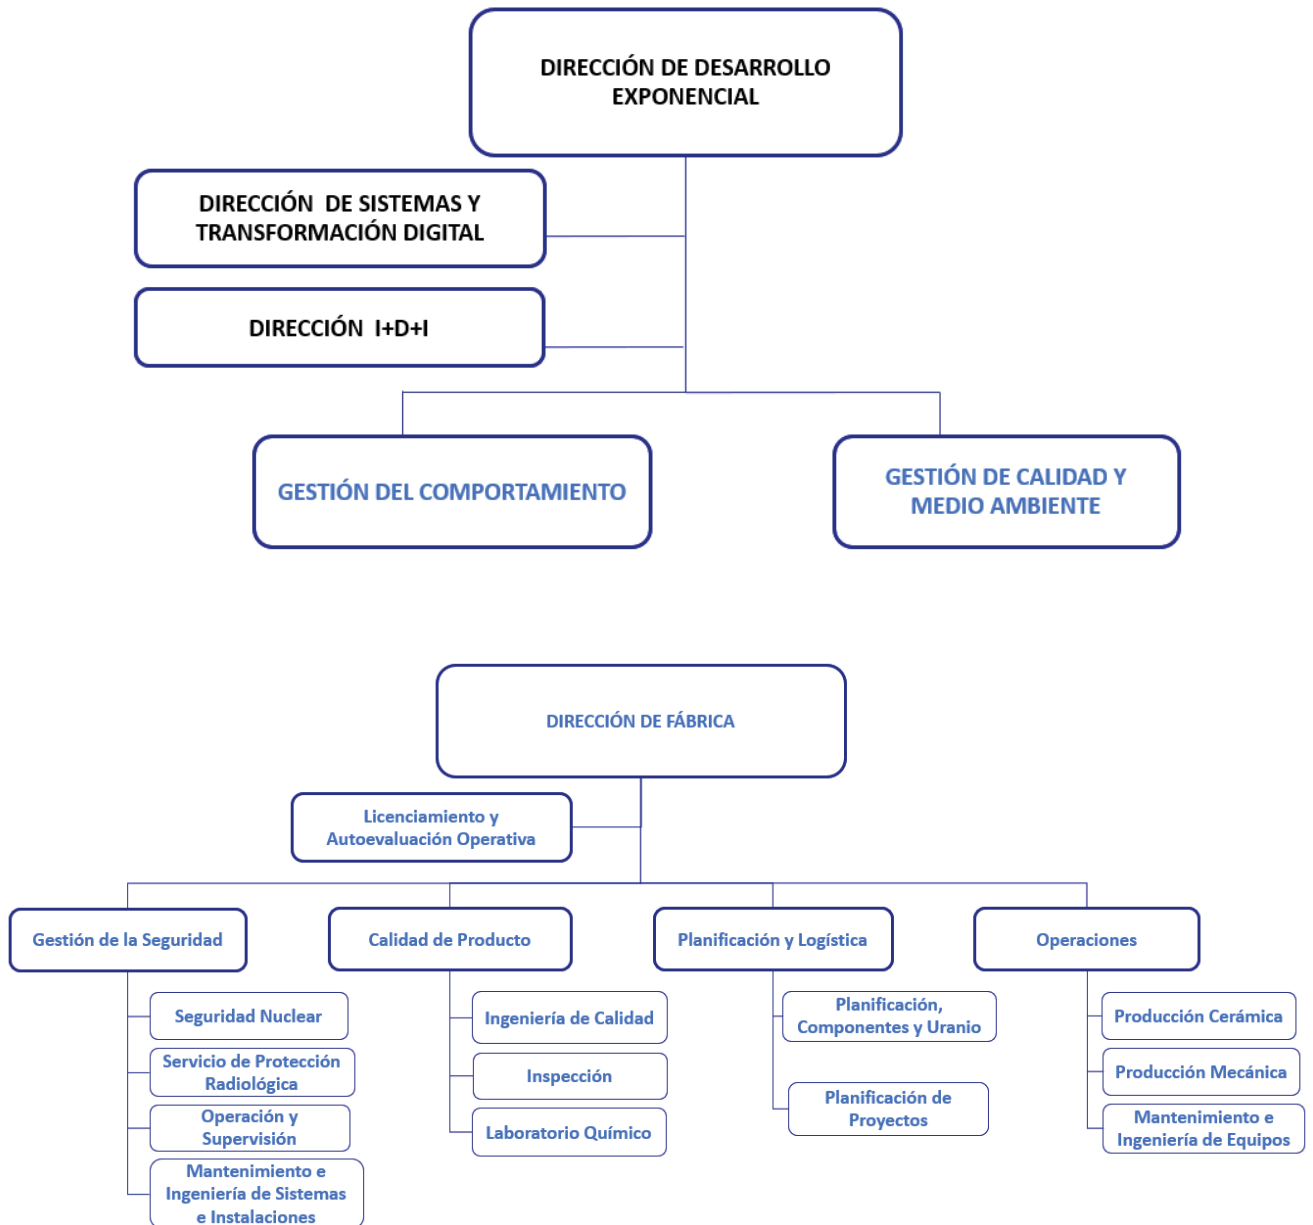 DIRECCIÓN DE DESARROLLO
EXPONENCIAL
DIRECCIÓN DE SISTEMAS Y
TRANSFORMACIÓN DIGITAL
DIRECCIÓN I+D+I
GESTIÓN DEL COMPORTAMIENTO
GESTIÓN DE CALIDAD Y
MEDIO AMBIENTE
DIRECCIÓN DE FÁBRICA
Licenciamiento y
Autoevaluación Operativa
Gestión de la Seguridad
Seguridad Nuclear
Servicio de Protección
Radiológica
Operación y
Supervisión
Mantenimiento e
Ingeniería de Sistemas
e Instalaciones
Calidad de Producto
Ingeniería de Calidad
Inspección
Laboratorio Químico
Planificación y Logística
Planificación,
Componentes y Uranio
Planificación de
Proyectos
Operaciones
Producción Cerámica
Producción Mecánica
Mantenimiento e
Ingeniería de Equipos